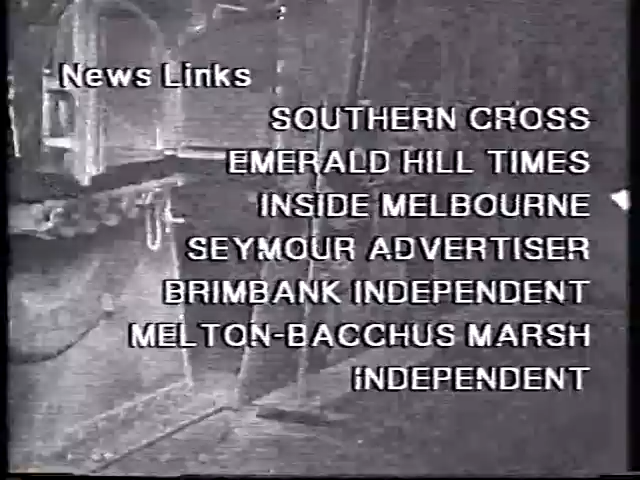 News Links
SOUTHERN CROSS
EMERALD HILL TIMES
INSIDE MELBOURNE
SEYMOUR ADVERTISER
BRIMBANK INDEPENDENT
MELTON-BACCHUS MARSH
INDEPENDENT